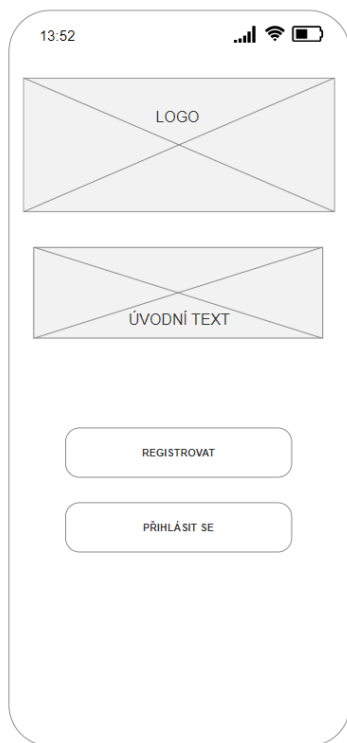 13:52
LOGO
ÚVODNÍ TEXT
REGISTROVAT
PŘIHLÁSIT SE